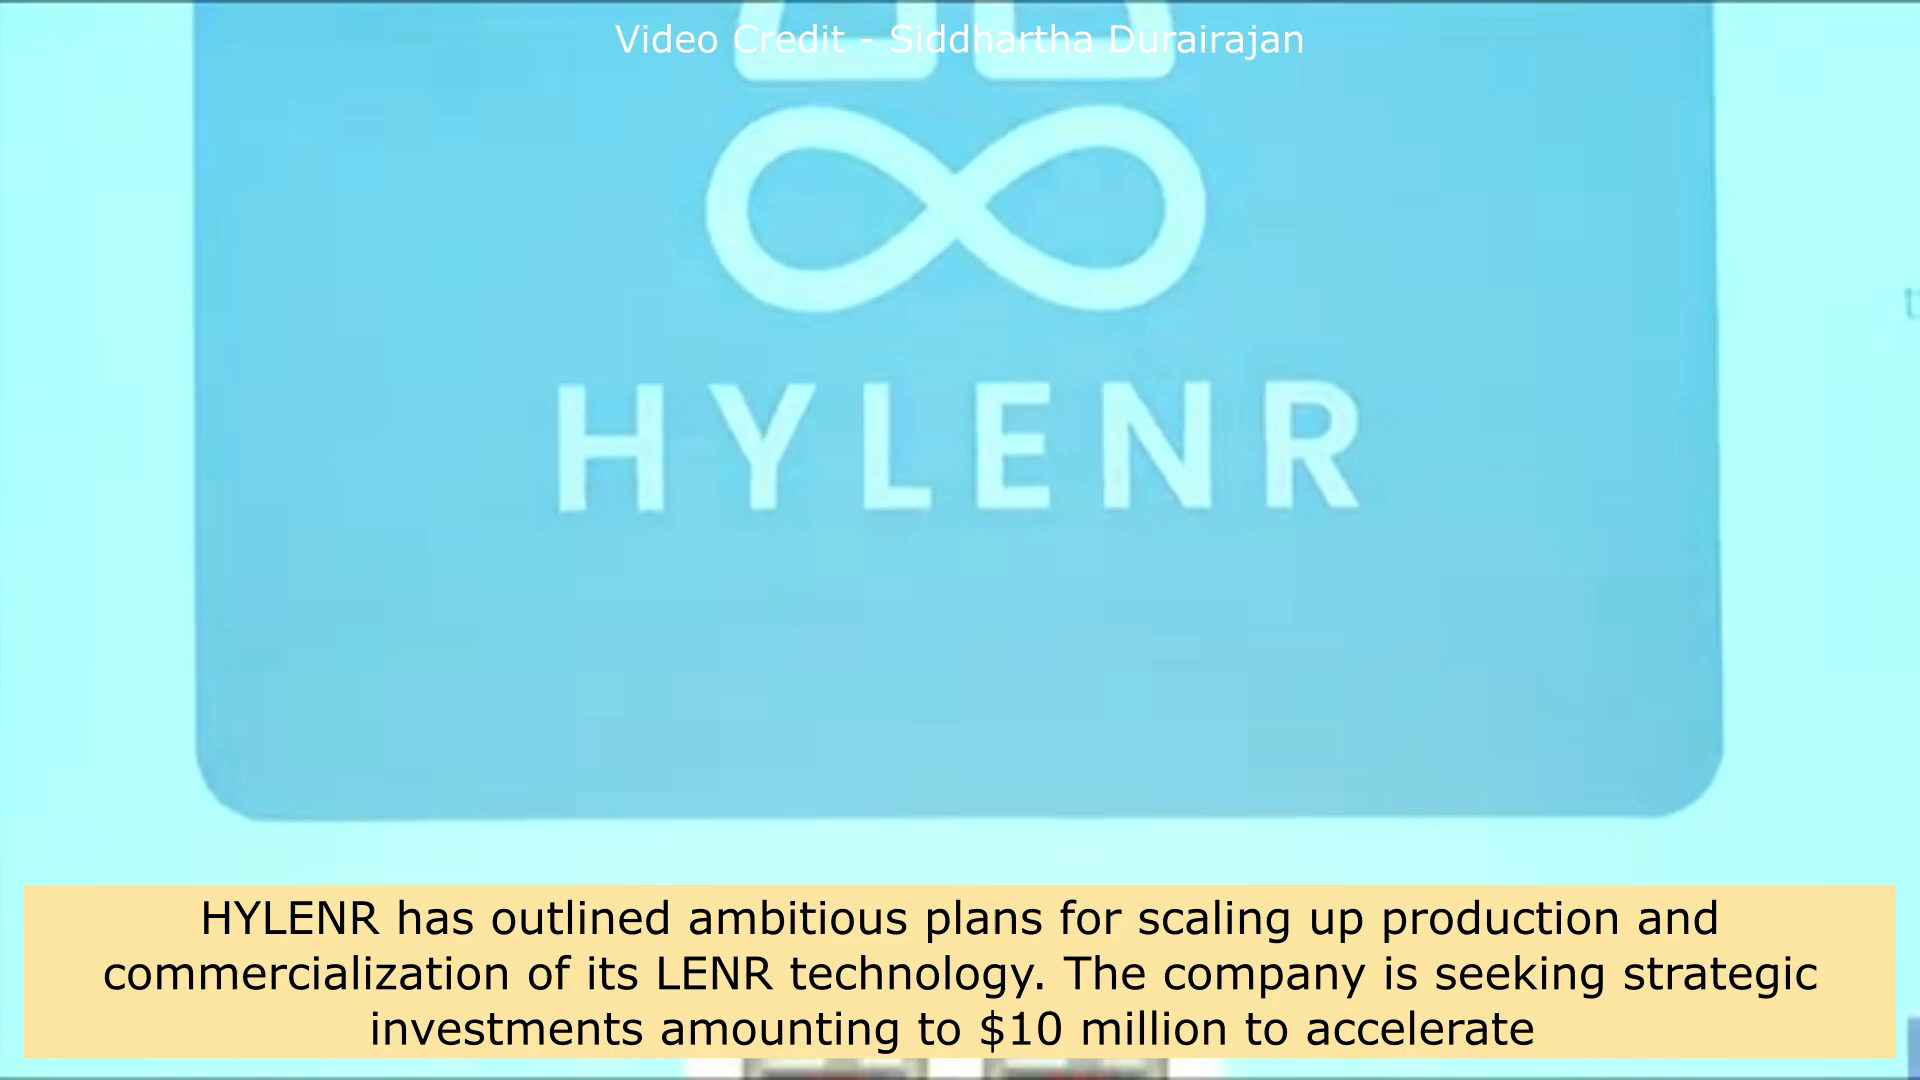 Video Credit - Siddhartha Durairajan
HYLENR
HYLENR has outlined ambitious plans for scaling up production and
commercialization of its LENR technology. The company is seeking strategic
investments amounting to $10 million to accelerate